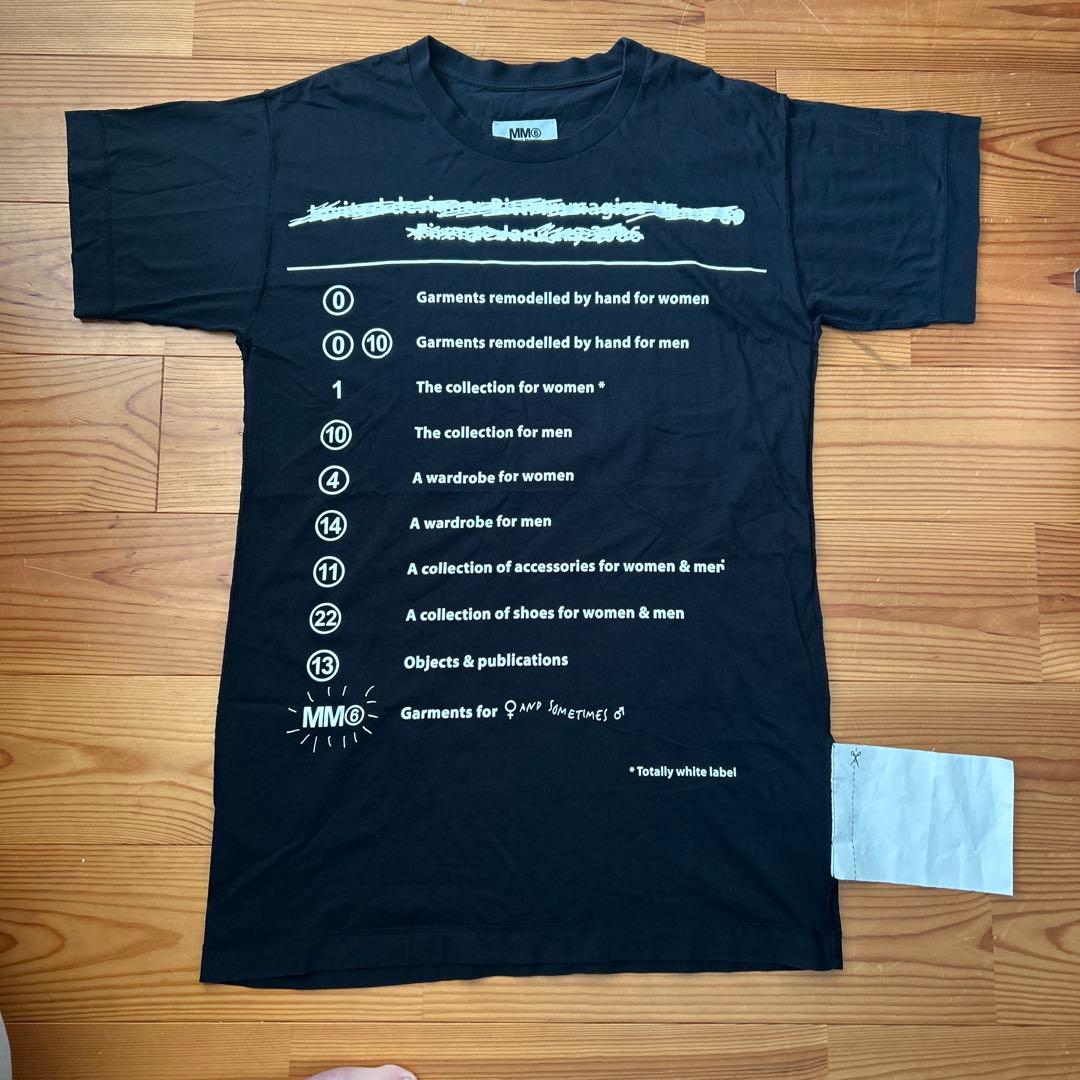 MM⑥
⓪ Garments remodelled by hand for women
⓪ ⑩ Garments remodelled by hand for men
1 The collection for women *
⑩ The collection for men
④ A wardrobe for women
⑭ A wardrobe for men
⑪ A collection of accessories for women & men
㉒ A collection of shoes for women & men
⑬ Objects & publications
MM⑥ Garments for ♀ AND SOMETIMES ♂
* Totally white label